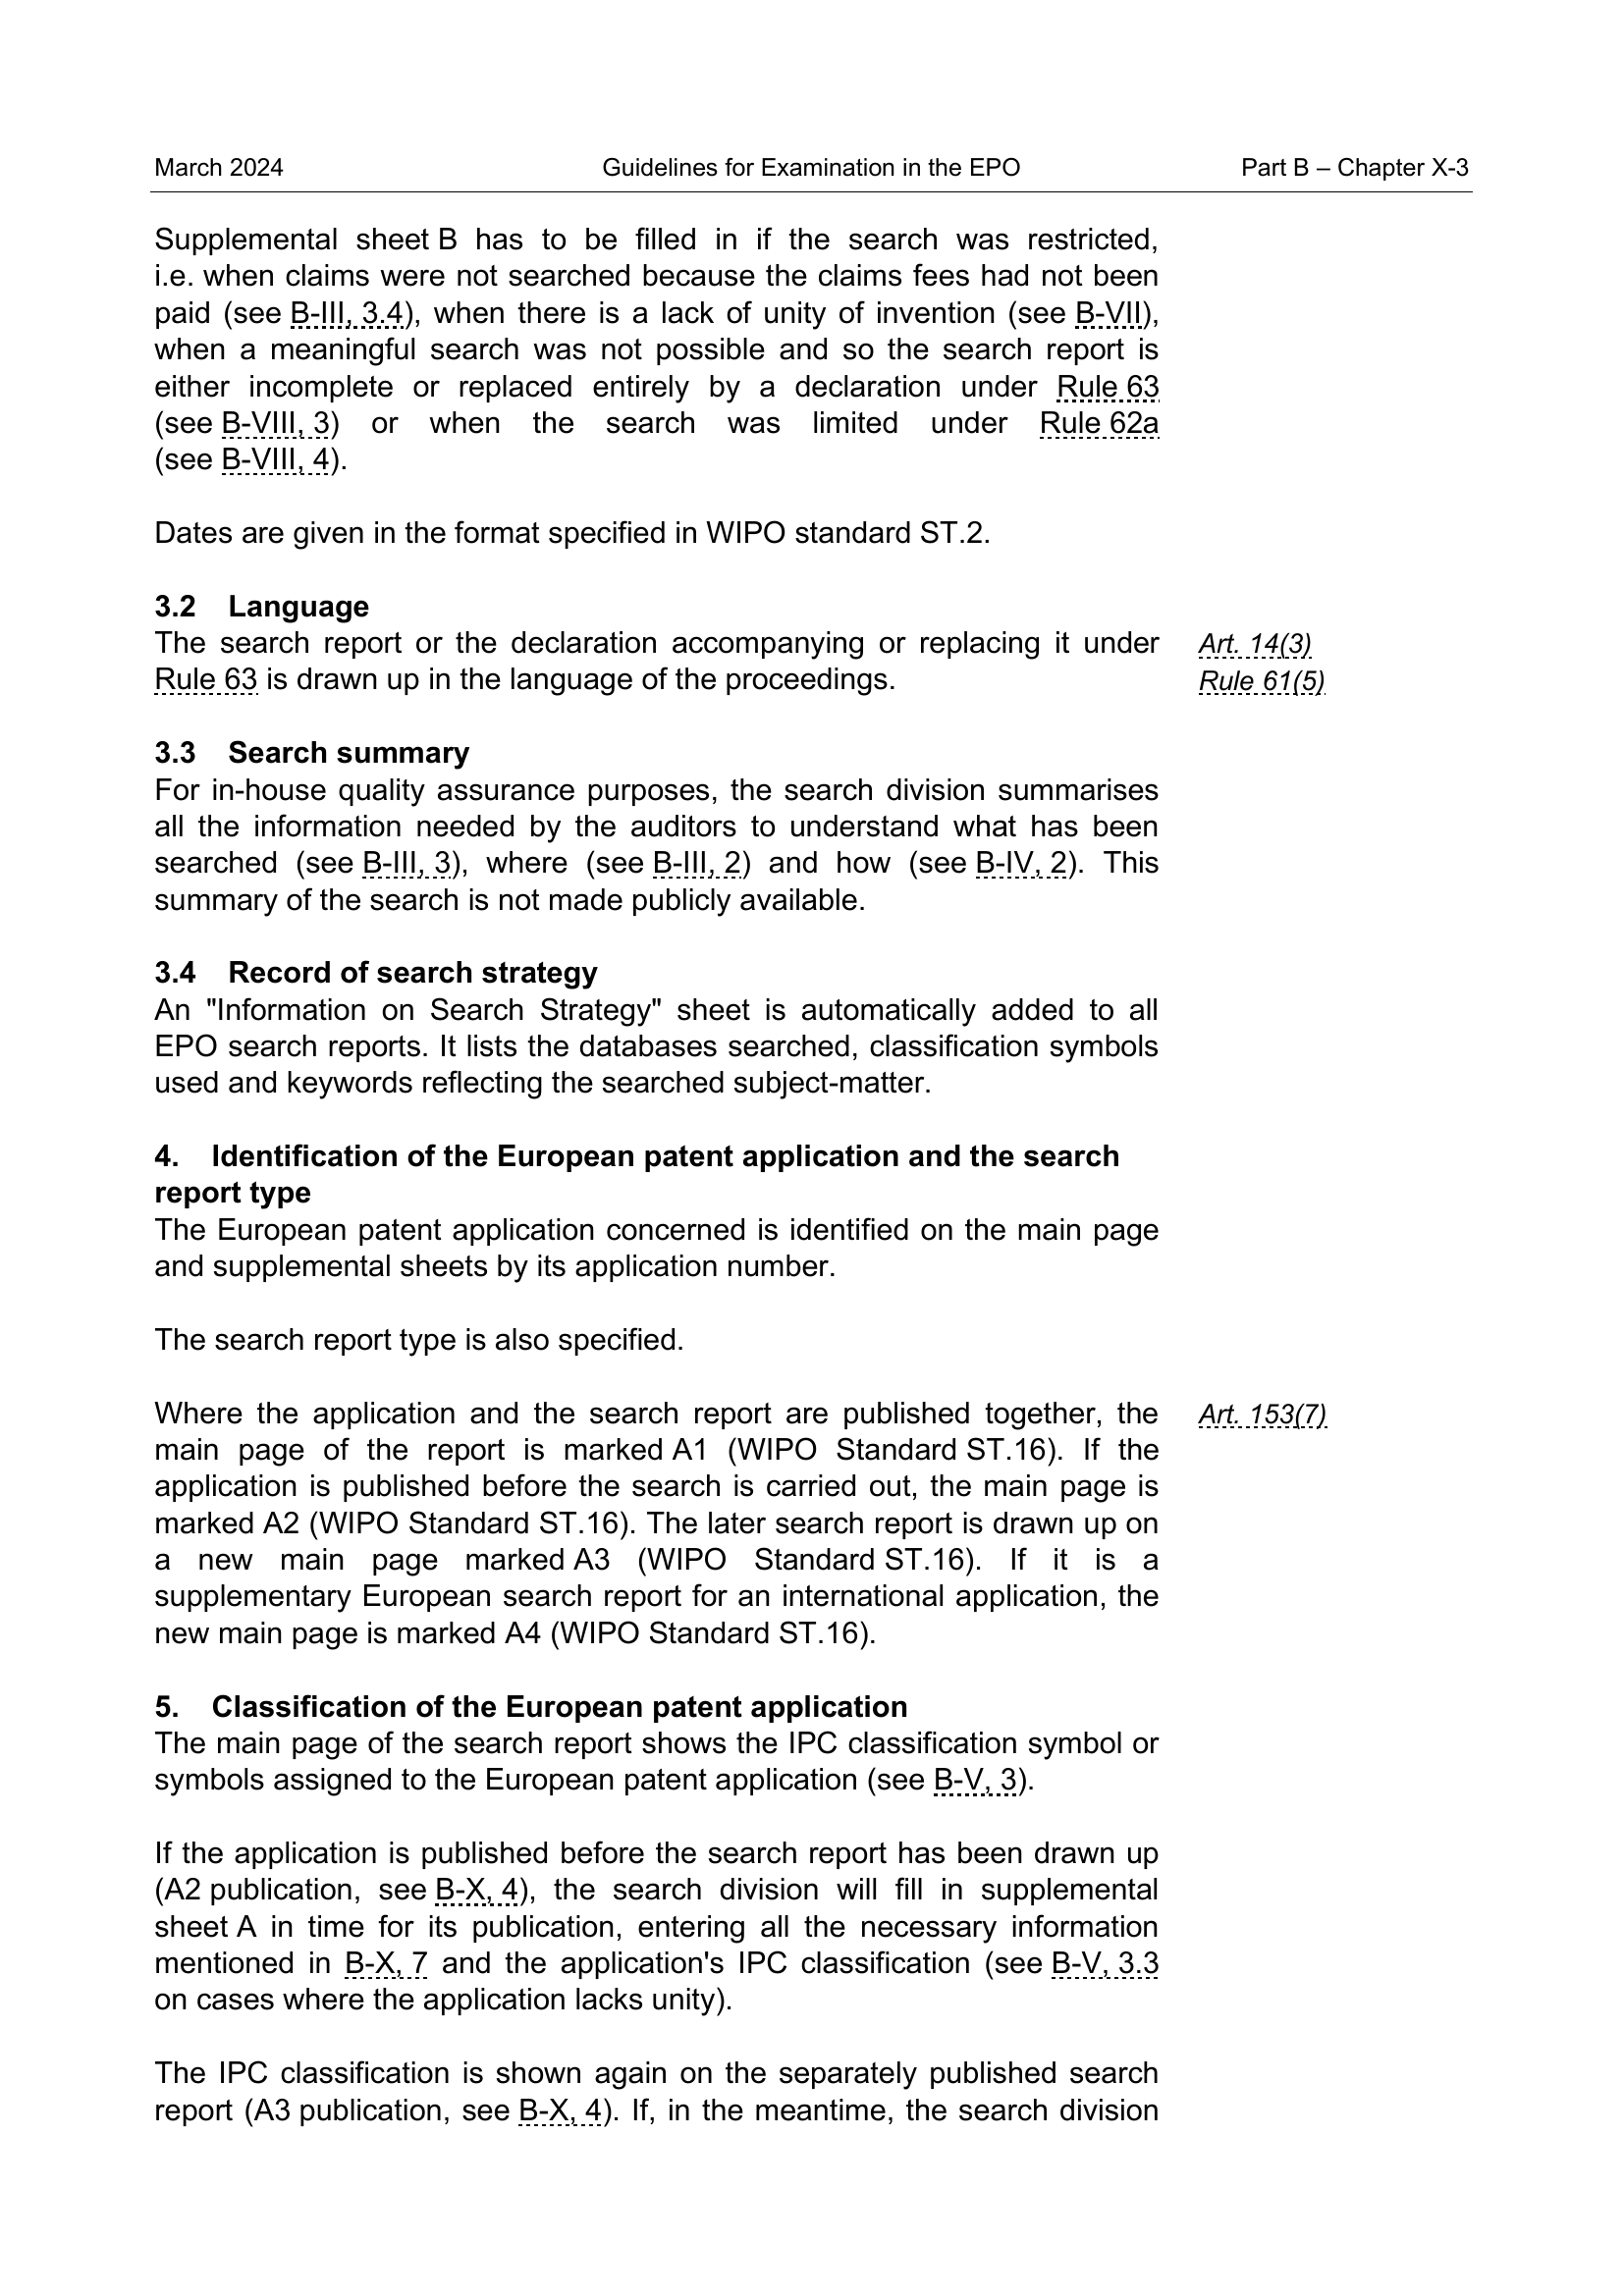 March 2024 Guidelines for Examination in the EPO Part B – Chapter X-3
Supplemental sheet B has to be filled in if the search was restricted,
i.e. when claims were not searched because the claims fees had not been
paid (see B-III, 3.4), when there is a lack of unity of invention (see B-VII),
when a meaningful search was not possible and so the search report is
either incomplete or replaced entirely by a declaration under Rule 63
(see B-VIII, 3) or when the search was limited under Rule 62a
(see B-VIII, 4).
Dates are given in the format specified in WIPO standard ST.2.
3.2 Language
The search report or the declaration accompanying or replacing it under Art. 14(3)
Rule 63 is drawn up in the language of the proceedings. Rule 61(5)
3.3 Search summary
For in-house quality assurance purposes, the search division summarises
all the information needed by the auditors to understand what has been
searched (see B-III, 3), where (see B-III, 2) and how (see B-IV, 2). This
summary of the search is not made publicly available.
3.4 Record of search strategy
An "Information on Search Strategy" sheet is automatically added to all
EPO search reports. It lists the databases searched, classification symbols
used and keywords reflecting the searched subject-matter.
4. Identification of the European patent application and the search
report type
The European patent application concerned is identified on the main page
and supplemental sheets by its application number.
The search report type is also specified.
Where the application and the search report are published together, the Art. 153(7)
main page of the report is marked A1 (WIPO Standard ST.16). If the
application is published before the search is carried out, the main page is
marked A2 (WIPO Standard ST.16). The later search report is drawn up on
a new main page marked A3 (WIPO Standard ST.16). If it is a
supplementary European search report for an international application, the
new main page is marked A4 (WIPO Standard ST.16).
5. Classification of the European patent application
The main page of the search report shows the IPC classification symbol or
symbols assigned to the European patent application (see B-V, 3).
If the application is published before the search report has been drawn up
(A2 publication, see B-X, 4), the search division will fill in supplemental
sheet A in time for its publication, entering all the necessary information
mentioned in B-X, 7 and the application's IPC classification (see B-V, 3.3
on cases where the application lacks unity).
The IPC classification is shown again on the separately published search
report (A3 publication, see B-X, 4). If, in the meantime, the search division